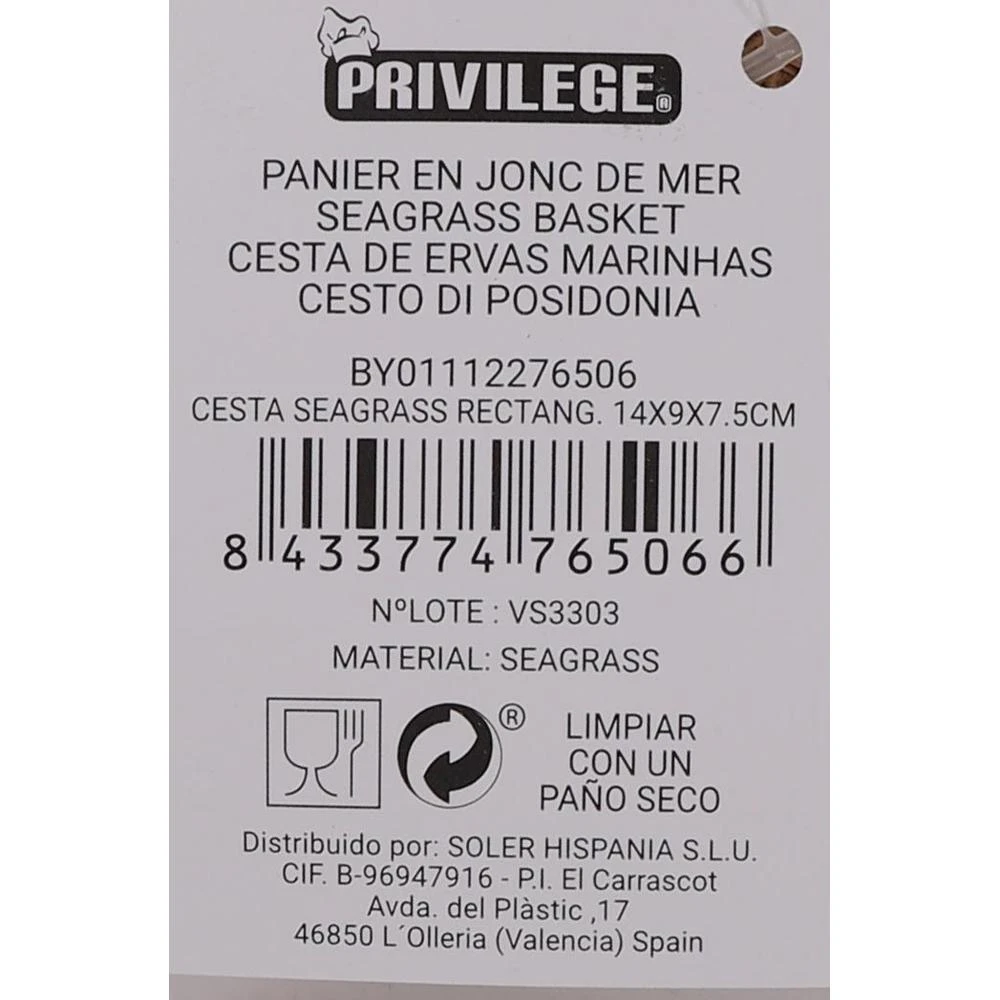 PRIVILEGE®
PANIER EN JONC DE MER
SEAGRASS BASKET
CESTA DE ERVAS MARINHAS
CESTO DI POSIDONIA
BY01112276506
CESTA SEAGRASS RECTANG. 14X9X7.5CM
8 433774 765066
NºLOTE : VS3303
MATERIAL: SEAGRASS
®
LIMPIAR
CON UN
PAÑO SECO
Distribuido por: SOLER HISPANIA S.L.U.
CIF. B-96947916 - P.I. El Carrascot
Avda. del Plàstic ,17
46850 L´Olleria (Valencia) Spain